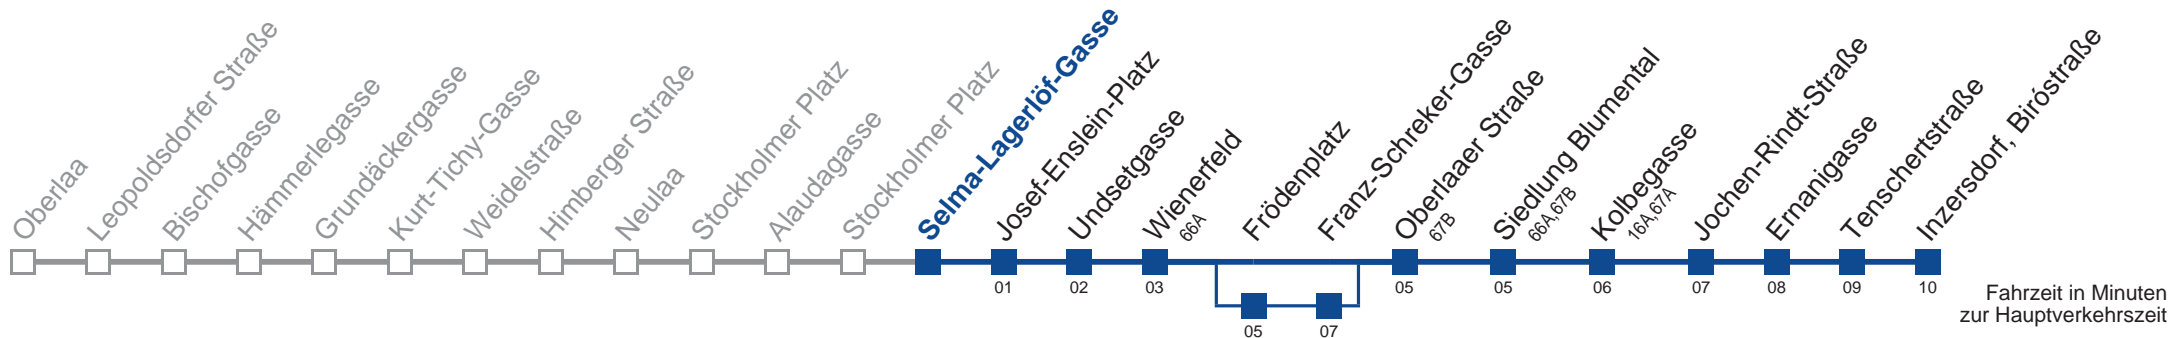 Oberlaa
Leopoldsdorfer Straße
Bischofgasse
Hämmerlegasse
Grundäckergasse
Kurt-Tichy-Gasse
Weidelstraße
Himberger Straße
Neulaa
Stockholmer Platz
Alaudagasse
Stockholmer Platz
Selma-Lagerlöf-Gasse
Josef-Enslein-Platz
Undsetgasse
Wienerfeld
66A
Frödenplatz
Franz-Schreker-Gasse
Oberlaaer Straße
67B
Siedlung Blumental
66A,67B
Kolbegasse
16A,67A
Jochen-Rindt-Straße
Ernanigasse
Tenschertstraße
Inzersdorf, Biróstraße
01 02 03 05 05 06 07 08 09 10
05 07
Fahrzeit in Minuten
zur Hauptverkehrszeit